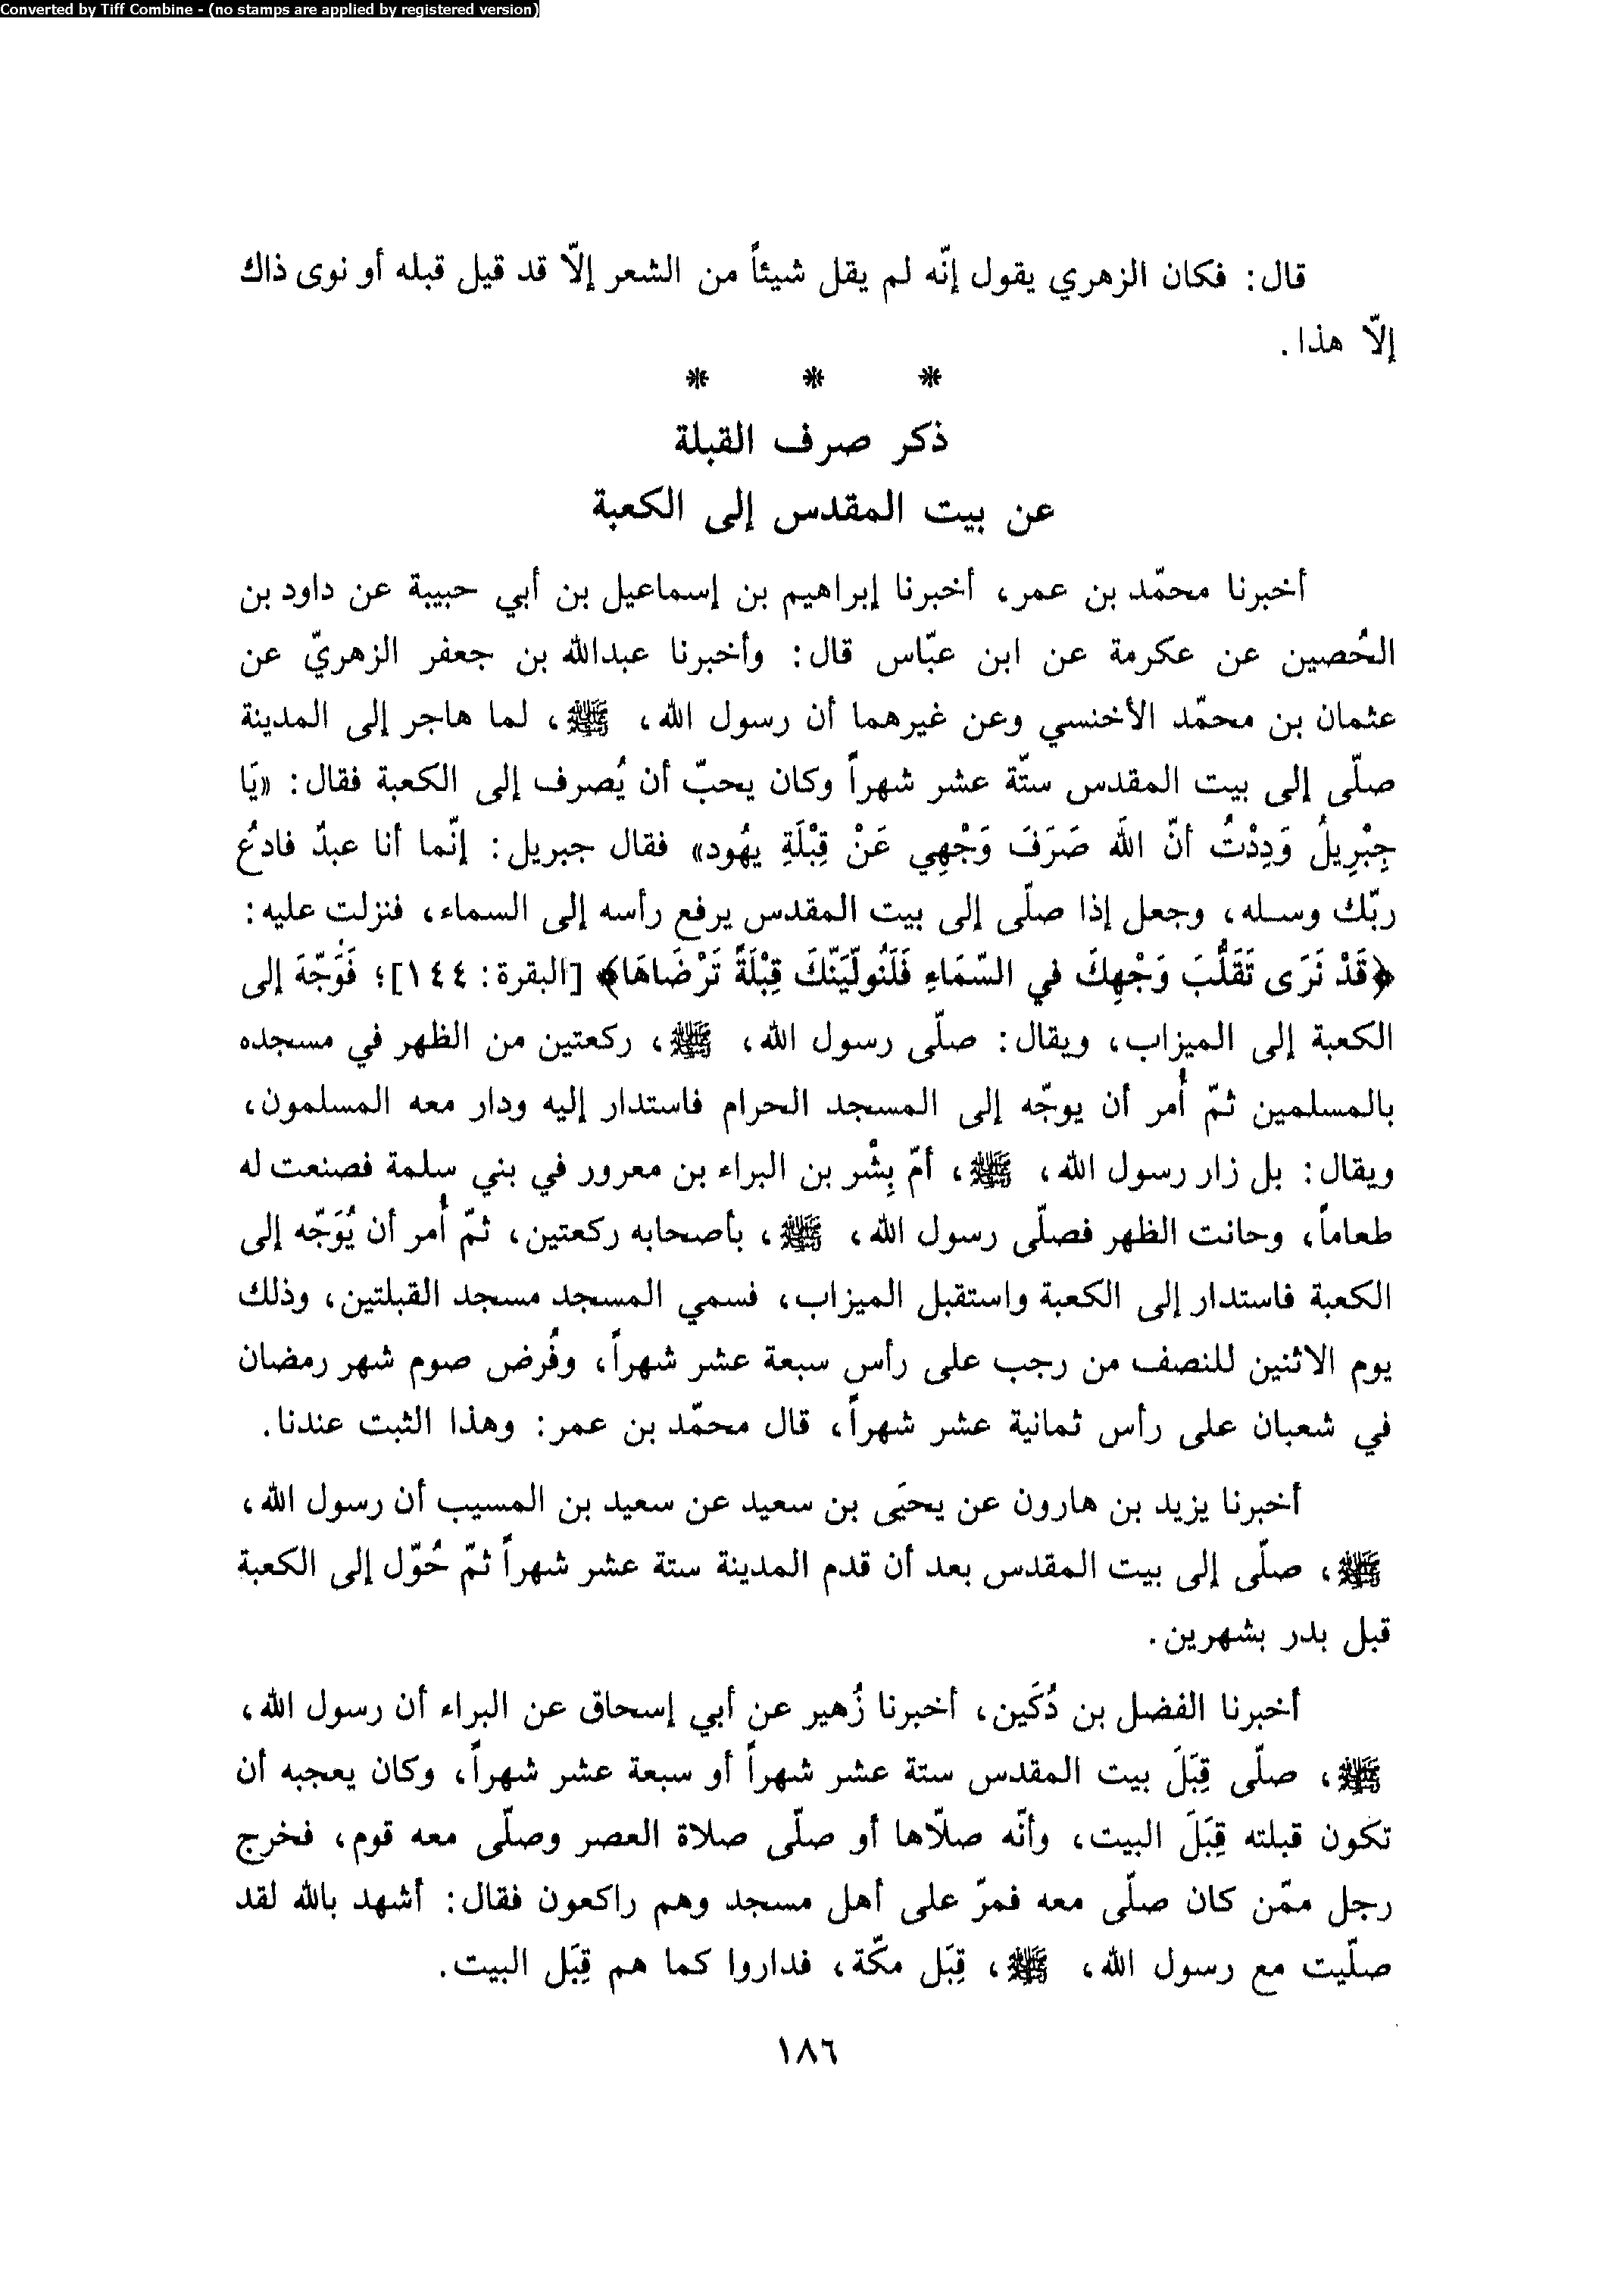 Converted by Tiff Combine - (no stamps are applied by registered version)
قال: فكان الزهري يقول إنّه لم يقل شيئاً من الشعر إلّا قد قيل قبله أو نوى ذاك
إلّا هذا.
* * *
ذكر صرف القبلة
عن بيت المقدس إلى الكعبة
أخبرنا محمّد بن عمر، أخبرنا إبراهيم بن إسماعيل بن أبي حبيبة عن داود بن
الحُصين عن عكرمة عن ابن عبّاس قال: وأخبرنا عبدالله بن جعفر الزهريّ عن
عثمان بن محمّد الأخنسي وعن غيرهما أن رسول الله، ﷺ، لما هاجر إلى المدينة
صلّى إلى بيت المقدس ستّة عشر شهراً وكان يحبّ أن يُصرف إلى الكعبة فقال: «يَا
جِبْرِيلُ وَدِدْتُ أنّ اللَه صَرَفَ وَجْهِي عَنْ قِبْلَةِ يهُود» فقال جبريل: إنّما أنا عبدٌ فادعُ
ربّك وسله، وجعل إذا صلّى إلى بيت المقدس يرفع رأسه إلى السماء، فنزلت عليه:
﴿قَدْ نَرَى تَقَلُّبَ وَجْهِكَ في السّمَاءِ فَلَنُولّيَنّكَ قِبْلَةً تَرْضَاهَا﴾ [البقرة: ١٤٤]؛ فَوُجّهَ إلى
الكعبة إلى الميزاب، ويقال: صلّى رسول الله، ﷺ، ركعتين من الظهر في مسجده
بالمسلمين ثمّ أُمر أن يوجّه إلى المسجد الحرام فاستدار إليه ودار معه المسلمون،
ويقال: بل زار رسول الله، ﷺ، أمّ بِشْر بن البراء بن معرور في بني سلمة فصنعت له
طعاماً، وحانت الظهر فصلّى رسول الله، ﷺ، بأصحابه ركعتين، ثمّ أُمر أن يُوَجّه إلى
الكعبة فاستدار إلى الكعبة واستقبل الميزاب، فسمي المسجد مسجد القبلتين، وذلك
يوم الاثنين للنصف من رجب على رأس سبعة عشر شهراً، وفُرض صوم شهر رمضان
في شعبان على رأس ثمانية عشر شهراً، قال محمّد بن عمر: وهذا الثبت عندنا.
أخبرنا يزيد بن هارون عن يحيَى بن سعيد عن سعيد بن المسيب أن رسول الله،
ﷺ، صلّى إلى بيت المقدس بعد أن قدم المدينة ستة عشر شهراً ثمّ حُوّل إلى الكعبة
قبل بدر بشهرين.
أخبرنا الفضل بن دُكَين، أخبرنا زُهير عن أبي إسحاق عن البراء أن رسول الله،
ﷺ، صلّى قِبَلَ بيت المقدس ستة عشر شهراً أو سبعة عشر شهراً، وكان يعجبه أن
تكون قبلته قِبَلَ البيت، وأنّه صلّاها أو صلّى صلاة العصر وصلّى معه قوم، فخرج
رجل ممّن كان صلّى معه فمرّ على أهل مسجد وهم راكعون فقال: أشهد بالله لقد
صلّيت مع رسول الله، ﷺ، قِبَل مكّة، فداروا كما هم قِبَل البيت.
١٨٦